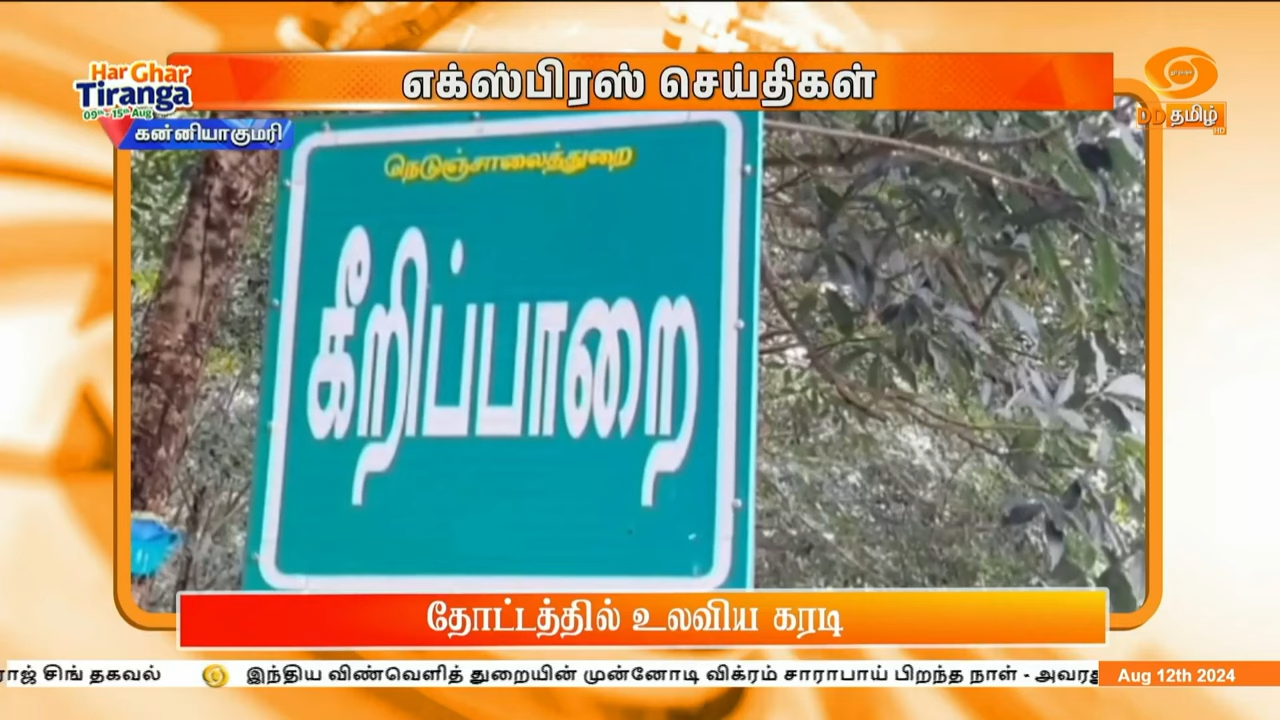 எக்ஸ்பிரஸ் செய்திகள்
Har Ghar
Tiranga
09th - 15th Aug
கன்னியாகுமரி
DD தமிழ்
HD
நெடுஞ்சாலைத்துறை
கீறிப்பாறை
தோட்டத்தில் உலவிய கரடி
ராஜ் சிங் தகவல்
இந்திய விண்வெளித் துறையின் முன்னோடி விக்ரம் சாராபாய் பிறந்த நாள் - அவரது
Aug 12th 2024